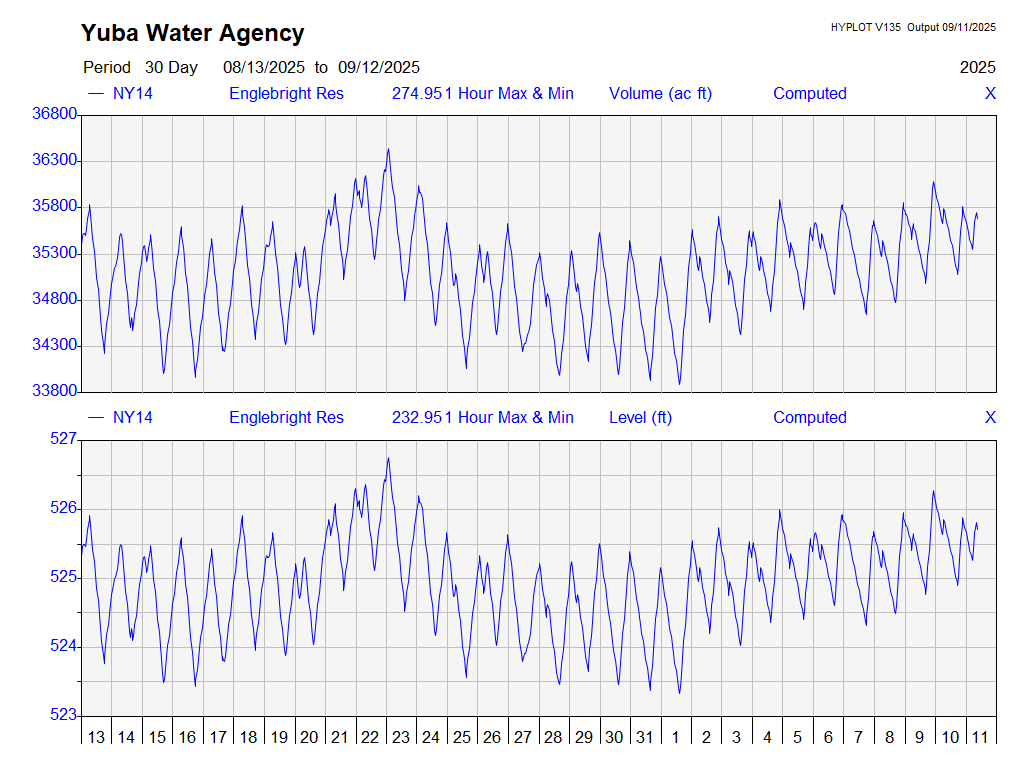 Yuba Water Agency
HYPLOT V135 Output 09/11/2025
Period 30 Day 08/13/2025 to 09/12/2025
2025
NY14 Englebright Res 274.951 Hour Max & Min Volume (ac ft) Computed X
36800
36300
35800
35300
34800
34300
33800
NY14 Englebright Res 232.951 Hour Max & Min Level (ft) Computed X
527
526
525
524
523
13 14 15 16 17 18 19 20 21 22 23 24 25 26 27 28 29 30 31 1 2 3 4 5 6 7 8 9 10 11